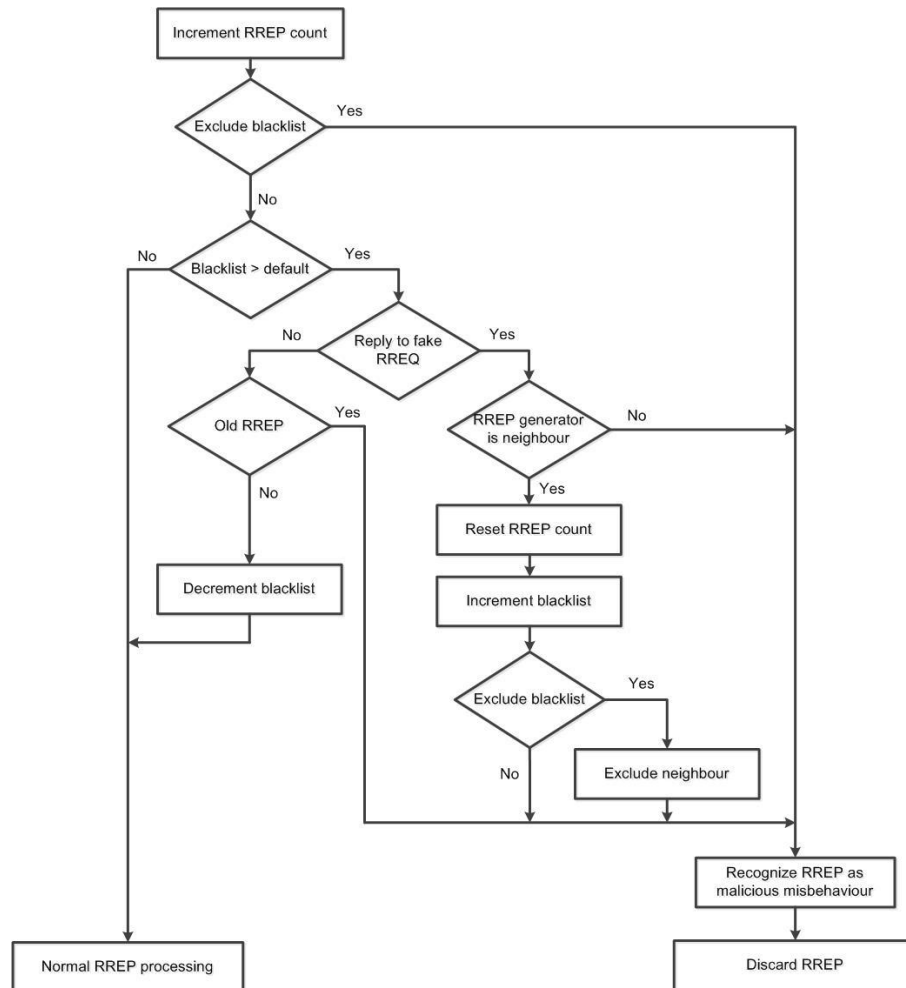 Increment RREP count
Yes
Exclude blacklist
No
No
Yes
Blacklist > default
No
Yes
Reply to fake
RREQ
Yes
No
Old RREP
RREP generator
is neighbour
No
Yes
Reset RREP count
Decrement blacklist
Increment blacklist
Yes
Exclude blacklist
No
Exclude neighbour
Recognize RREP as
malicious misbehaviour
Normal RREP processing
Discard RREP